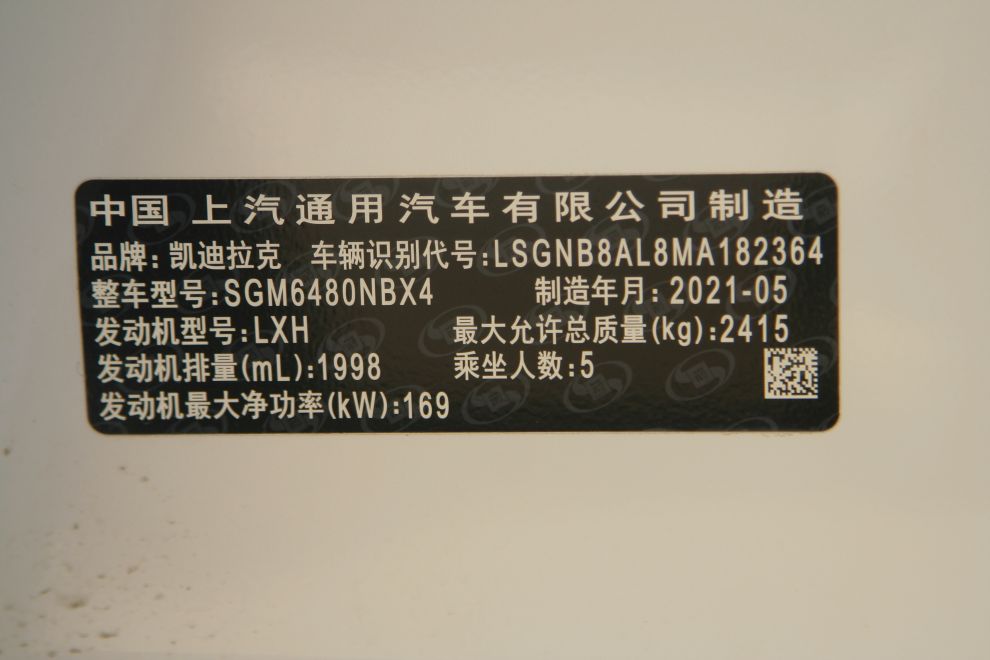 中国 上汽通用汽车有限公司制造
品牌: 凯迪拉克 车辆识别代号:LSGNB8AL8MA182364
整车型号:SGM6480NBX4 制造年月: 2021-05
发动机型号:LXH 最大允许总质量(kg):2415
发动机排量(mL):1998 乘坐人数:5
发动机最大净功率(kW):169